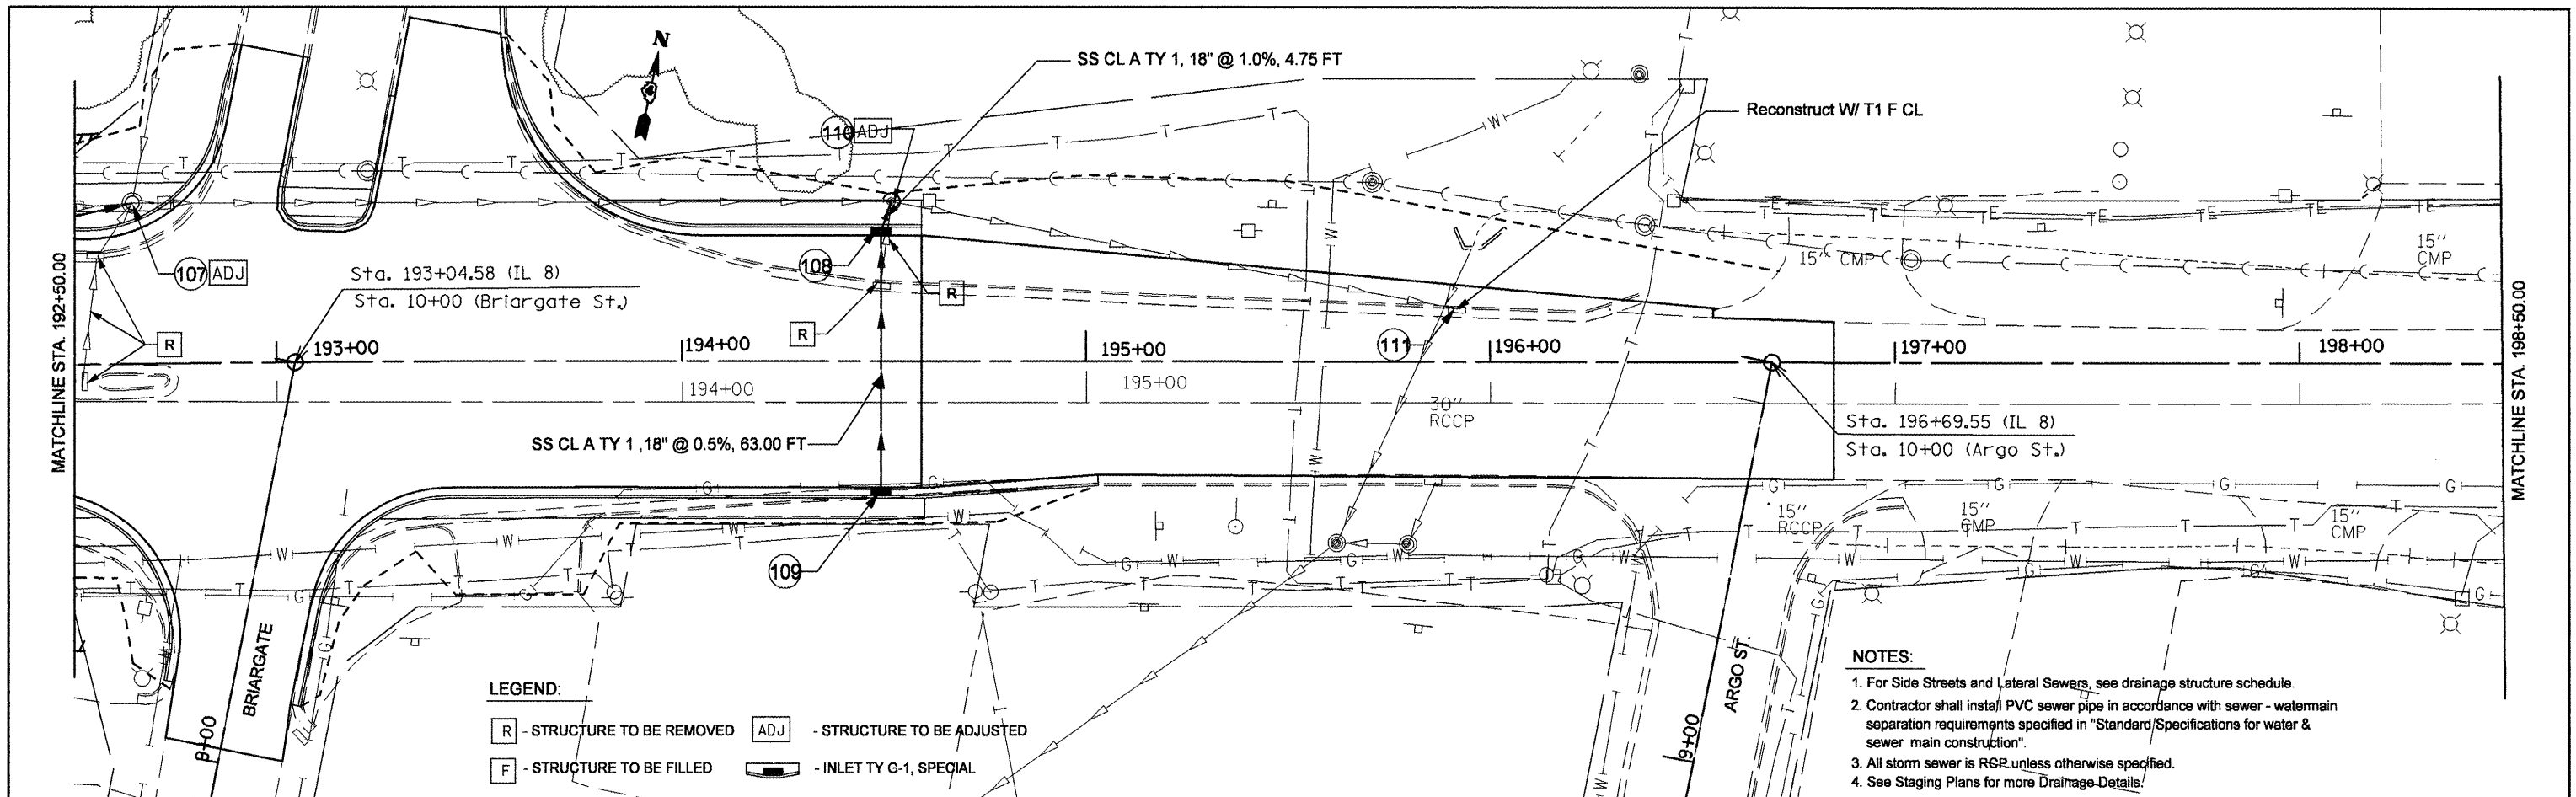 N
SS CL A TY 1, 18" @ 1.0%, 4.75 FT
Reconstruct W/ T1 F CL
110 ADJ
107 ADJ
108
R
R
R
111
109
Sta. 193+04.58 (IL 8)
Sta. 10+00 (Briargate St.)
MATCHLINE STA. 192+50.00
MATCHLINE STA. 198+50.00
193+00
194+00
195+00
196+00
197+00
198+00
194+00
195+00
15" CMP
15"
CMP
30"
RCCP
SS CL A TY 1 ,18" @ 0.5%, 63.00 FT
Sta. 196+69.55 (IL 8)
Sta. 10+00 (Argo St.)
15"
RCCP
15"
CMP
15"
CMP
BRIARGATE
9+00
ARGO ST.
9+00
LEGEND:
R - STRUCTURE TO BE REMOVED
ADJ - STRUCTURE TO BE ADJUSTED
F - STRUCTURE TO BE FILLED
- INLET TY G-1, SPECIAL
NOTES:
1. For Side Streets and Lateral Sewers, see drainage structure schedule.
2. Contractor shall install PVC sewer pipe in accordance with sewer - watermain
separation requirements specified in "Standard Specifications for water &
sewer main construction".
3. All storm sewer is RCP unless otherwise specified.
4. See Staging Plans for more Drainage Details.